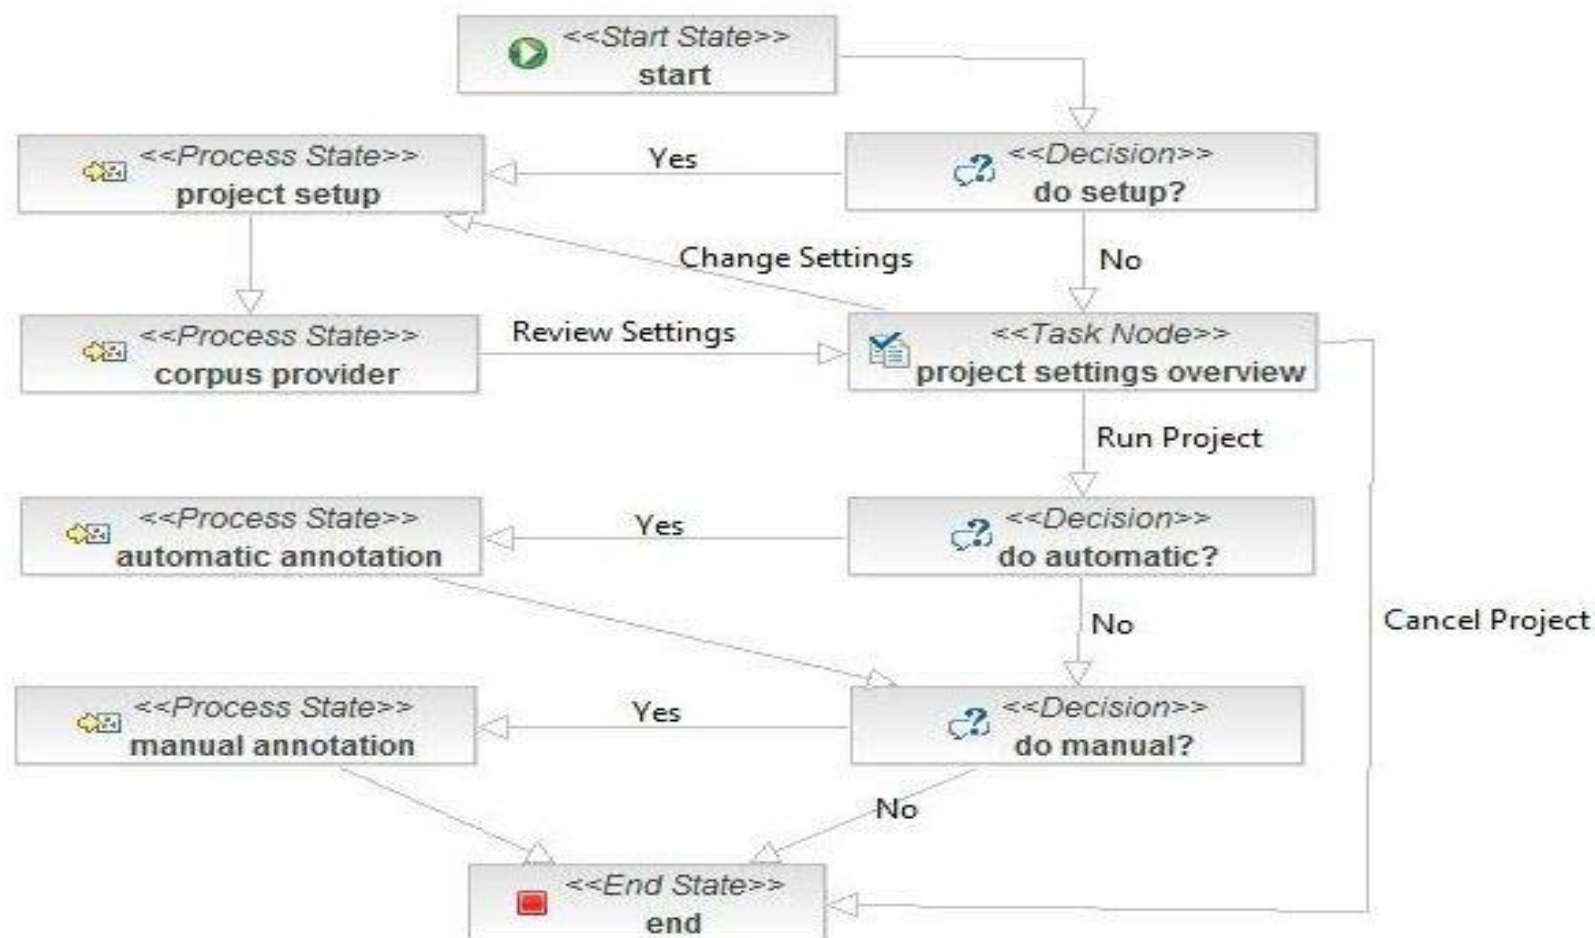 <<Start State>>
start
<<Process State>>
project setup
Yes
<<Decision>>
do setup?
Change Settings
No
<<Process State>>
corpus provider
Review Settings
<<Task Node>>
project settings overview
Run Project
<<Process State>>
automatic annotation
Yes
<<Decision>>
do automatic?
No
Cancel Project
<<Process State>>
manual annotation
Yes
<<Decision>>
do manual?
No
<<End State>>
end